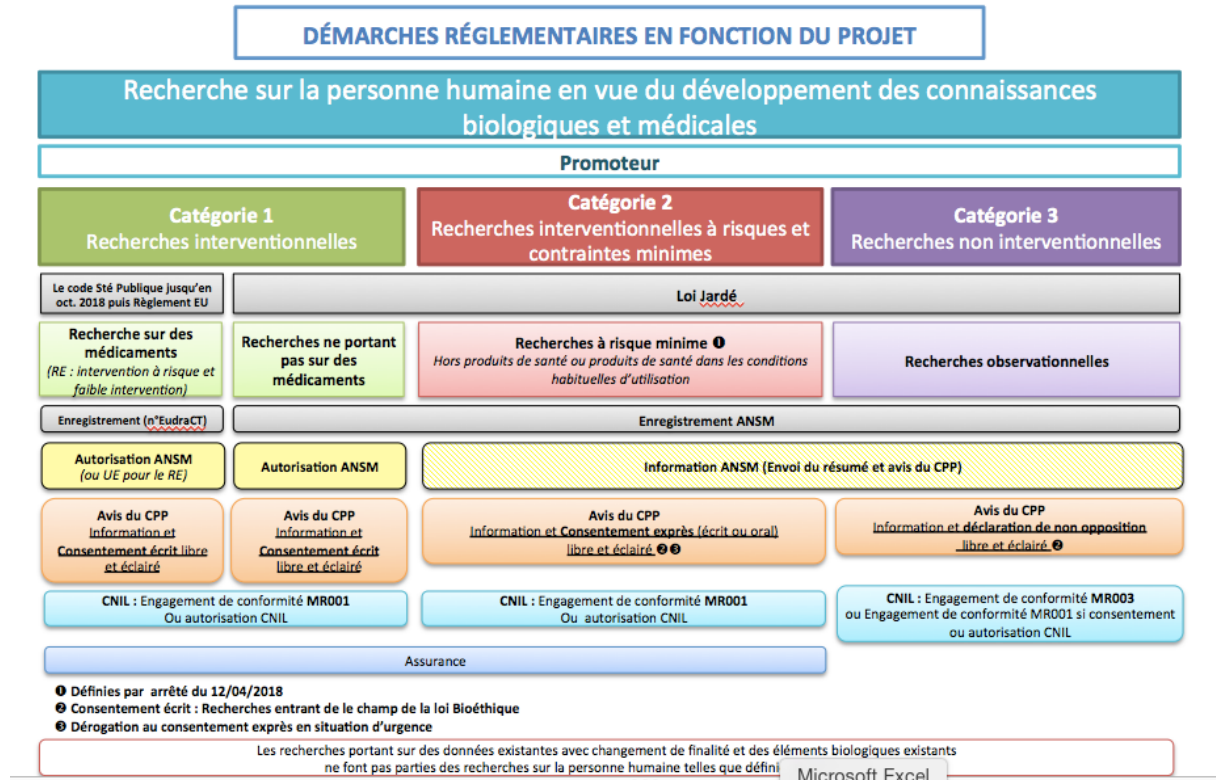 DÉMARCHES RÉGLEMENTAIRES EN FONCTION DU PROJET
Recherche sur la personne humaine en vue du développement des connaissances
biologiques et médicales
Promoteur
Catégorie 1
Recherches interventionnelles
Catégorie 2
Recherches interventionnelles à risques et
contraintes minimes
Catégorie 3
Recherches non interventionnelles
Le code Sté Publique jusqu'en
oct. 2018 puis Règlement EU
Loi Jardé
Recherche sur des
médicaments
(RE : intervention à risque et
faible intervention)
Recherches ne portant
pas sur des
médicaments
Recherches à risque minime ❶
Hors produits de santé ou produits de santé dans les conditions
habituelles d'utilisation
Recherches observationnelles
Enregistrement (n°EudraCT)
Enregistrement ANSM
Autorisation ANSM
(ou UE pour le RE)
Autorisation ANSM
Information ANSM (Envoi du résumé et avis du CPP)
Avis du CPP
Information et
Consentement écrit libre
et éclairé
Avis du CPP
Information et
Consentement écrit
libre et éclairé
Avis du CPP
Information et Consentement exprès (écrit ou oral)
libre et éclairé ❷❸
Avis du CPP
Information et déclaration de non opposition
libre et éclairé ❷
CNIL : Engagement de conformité MR001
Ou autorisation CNIL
CNIL : Engagement de conformité MR001
Ou autorisation CNIL
CNIL : Engagement de conformité MR003
ou Engagement de conformité MR001 si consentement
ou autorisation CNIL
Assurance
❶ Définies par arrêté du 12/04/2018
❷ Consentement écrit : Recherches entrant de le champ de la loi Bioéthique
❸ Dérogation au consentement exprès en situation d'urgence
Les recherches portant sur des données existantes avec changement de finalité et des éléments biologiques existants
ne font pas parties des recherches sur la personne humaine telles que défini
Microsoft Excel